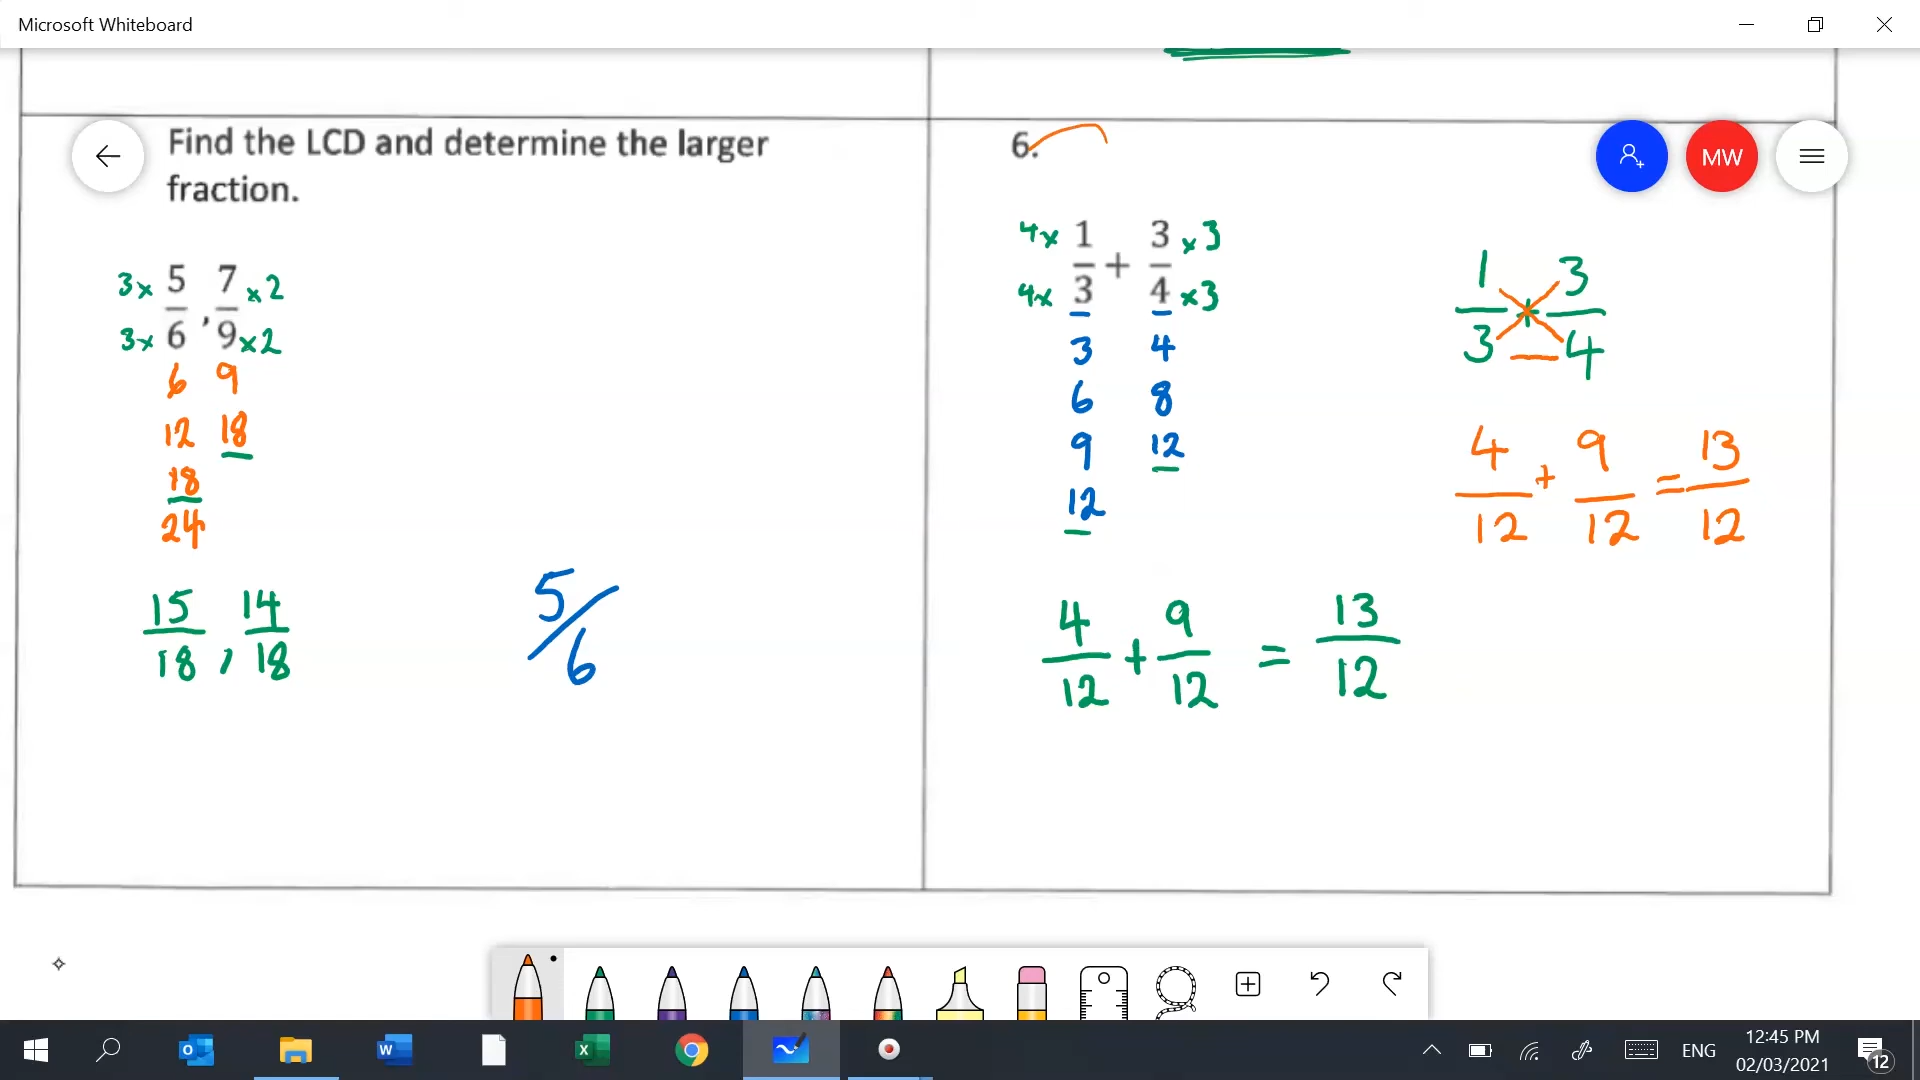 Microsoft Whiteboard
Find the LCD and determine the larger
fraction.
3x 5/6 3x , 7/9 x2 x2
6 9
12 18
18
24
15/18 , 14/18
5/6
6.
MW
4x 1/3 4x + 3/4 x3 x3
3 4
6 8
9 12
12
4/12 + 9/12 = 13/12
1/3 + 3/4
4/12 + 9/12 = 13/12
ENG
12:45 PM
02/03/2021
12